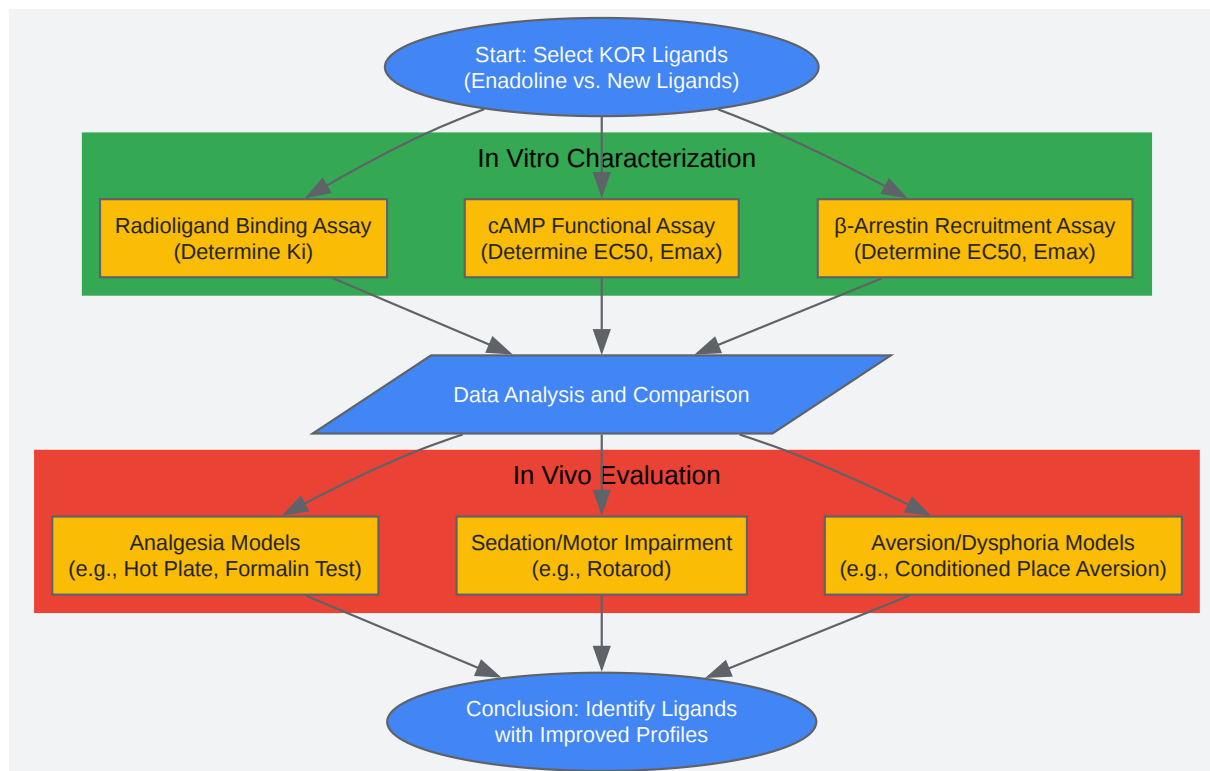 Start: Select KOR Ligands
(Enadoline vs. New Ligands)
In Vitro Characterization
Radioligand Binding Assay
(Determine Ki)
cAMP Functional Assay
(Determine EC50, Emax)
β-Arrestin Recruitment Assay
(Determine EC50, Emax)
Data Analysis and Comparison
In Vivo Evaluation
Analgesia Models
(e.g., Hot Plate, Formalin Test)
Sedation/Motor Impairment
(e.g., Rotarod)
Aversion/Dysphoria Models
(e.g., Conditioned Place Aversion)
Conclusion: Identify Ligands
with Improved Profiles